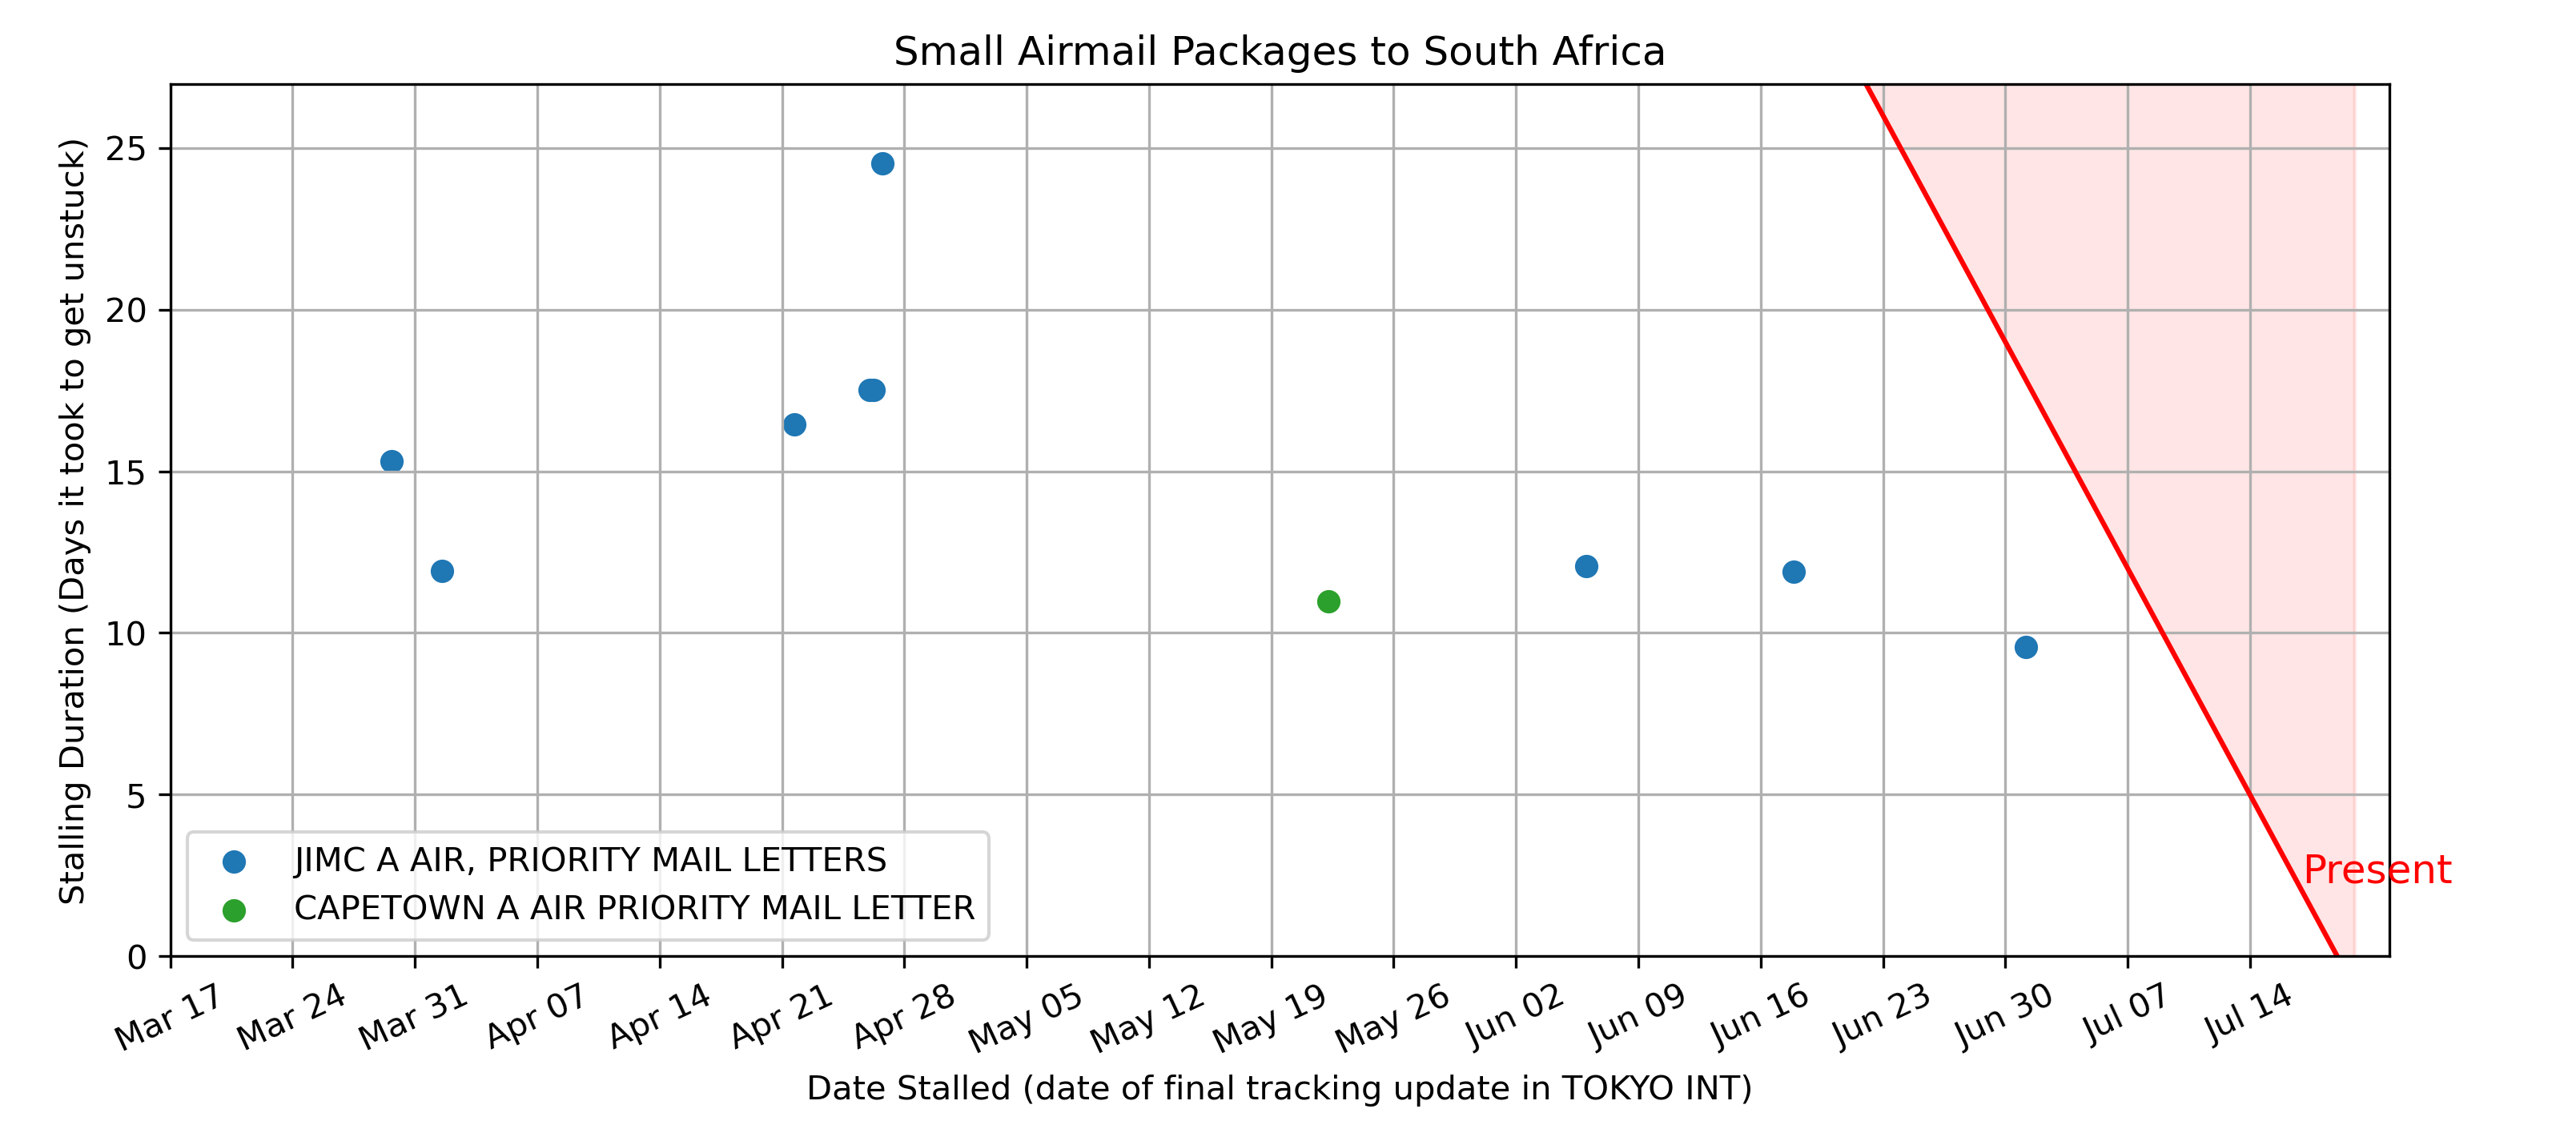 Small Airmail Packages to South Africa
Stalling Duration (Days it took to get unstuck)
25
20
15
10
5
0
JIMC A AIR, PRIORITY MAIL LETTERS
CAPETOWN A AIR PRIORITY MAIL LETTER
Present
Mar 17
Mar 24
Mar 31
Apr 07
Apr 14
Apr 21
Apr 28
May 05
May 12
May 19
May 26
Jun 02
Jun 09
Jun 16
Jun 23
Jun 30
Jul 07
Jul 14
Date Stalled (date of final tracking update in TOKYO INT)